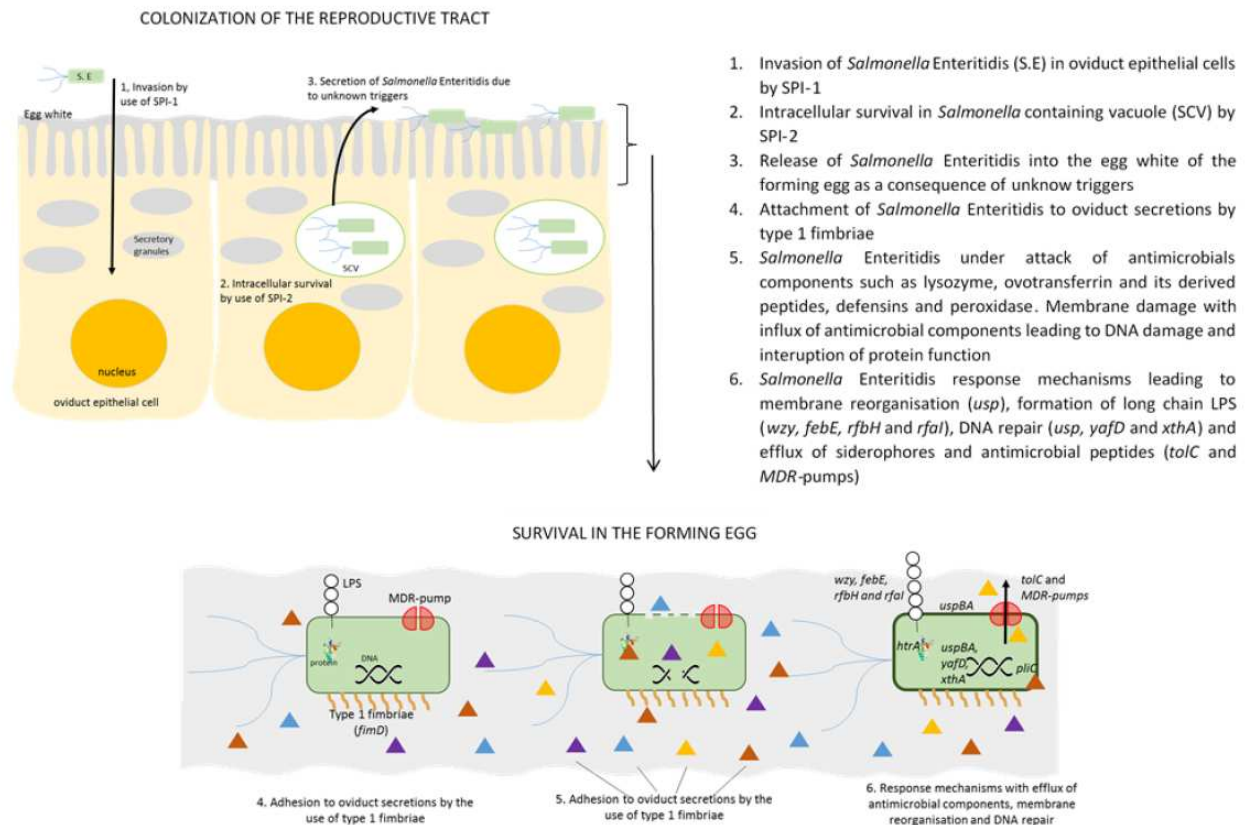 COLONIZATION OF THE REPRODUCTIVE TRACT
S. E
1, Invasion by
use of SPI-1
3. Secretion of Salmonella Enteritidis due
to unknown triggers
Egg white
Secretory
granules
SCV
2. Intracellular survival
by use of SPI-2
nucleus
oviduct epithelial cell
1. Invasion of Salmonella Enteritidis (S.E) in oviduct epithelial cells
by SPI-1
2. Intracellular survival in Salmonella containing vacuole (SCV) by
SPI-2
3. Release of Salmonella Enteritidis into the egg white of the
forming egg as a consequence of unknow triggers
4. Attachment of Salmonella Enteritidis to oviduct secretions by
type 1 fimbriae
5. Salmonella Enteritidis under attack of antimicrobials
components such as lysozyme, ovotransferrin and its derived
peptides, defensins and peroxidase. Membrane damage with
influx of antimicrobial components leading to DNA damage and
interuption of protein function
6. Salmonella Enteritidis response mechanisms leading to
membrane reorganisation (usp), formation of long chain LPS
(wzy, febE, rfbH and rfaI), DNA repair (usp, yafD and xthA) and
efflux of siderophores and antimicrobial peptides (tolC and
MDR-pumps)
SURVIVAL IN THE FORMING EGG
LPS
MDR-pump
protein
DNA
Type 1 fimbriae
(fimD)
wzy, febE,
rfbH and rfaI
uspBA
tolC and
MDR-pumps
htrA
uspBA,
yafD,
xthA
pliC
4. Adhesion to oviduct secretions by the
use of type 1 fimbriae
5. Adhesion to oviduct secretions by the
use of type 1 fimbriae
6. Response mechanisms with efflux of
antimicrobial components, membrane
reorganisation and DNA repair